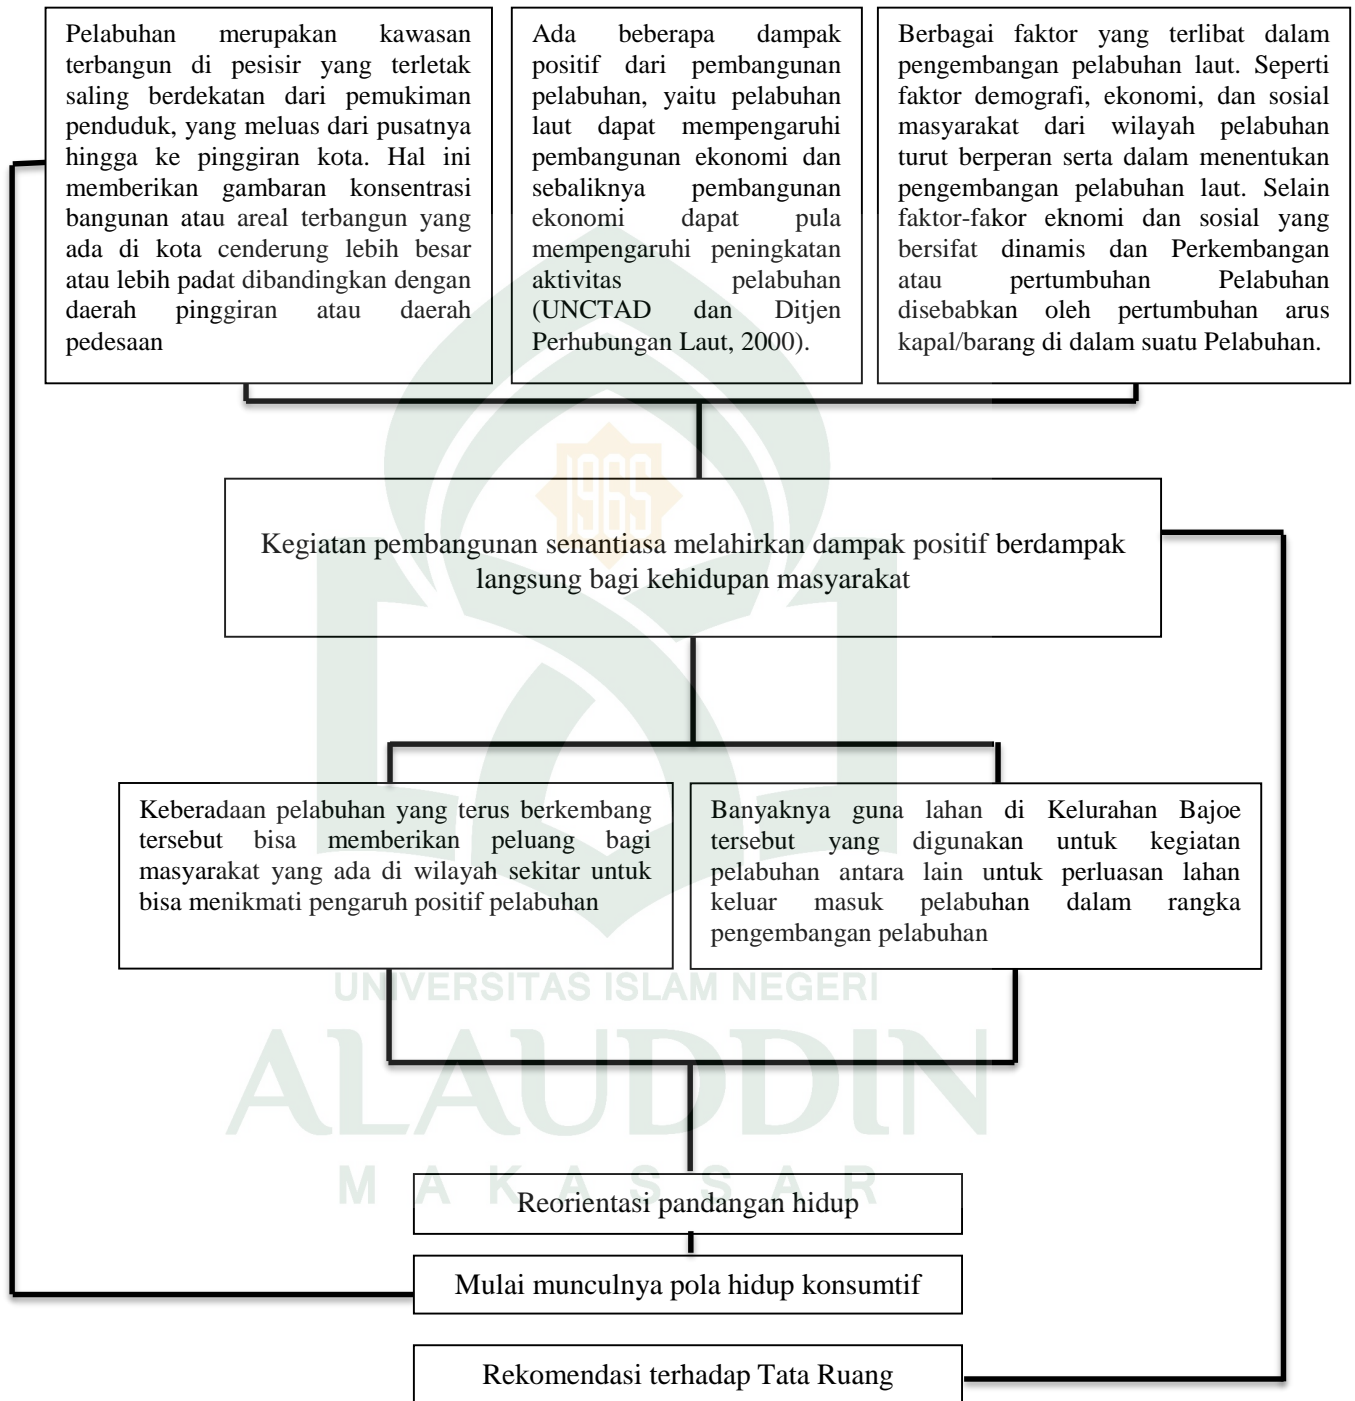 Pelabuhan merupakan kawasan
terbangun di pesisir yang terletak
saling berdekatan dari pemukiman
penduduk, yang meluas dari pusatnya
hingga ke pinggiran kota. Hal ini
memberikan gambaran konsentrasi
bangunan atau areal terbangun yang
ada di kota cenderung lebih besar
atau lebih padat dibandingkan dengan
daerah pinggiran atau daerah
pedesaan
Ada beberapa dampak
positif dari pembangunan
pelabuhan, yaitu pelabuhan
laut dapat mempengaruhi
pembangunan ekonomi dan
sebaliknya pembangunan
ekonomi dapat pula
mempengaruhi peningkatan
aktivitas pelabuhan
(UNCTAD dan Ditjen
Perhubungan Laut, 2000).
Berbagai faktor yang terlibat dalam
pengembangan pelabuhan laut. Seperti
faktor demografi, ekonomi, dan sosial
masyarakat dari wilayah pelabuhan
turut berperan serta dalam menentukan
pengembangan pelabuhan laut. Selain
faktor-fakor eknomi dan sosial yang
bersifat dinamis dan Perkembangan
atau pertumbuhan Pelabuhan
disebabkan oleh pertumbuhan arus
kapal/barang di dalam suatu Pelabuhan.
1965
Kegiatan pembangunan senantiasa melahirkan dampak positif berdampak
langsung bagi kehidupan masyarakat
Keberadaan pelabuhan yang terus berkembang
tersebut bisa memberikan peluang bagi
masyarakat yang ada di wilayah sekitar untuk
bisa menikmati pengaruh positif pelabuhan
Banyaknya guna lahan di Kelurahan Bajoe
tersebut yang digunakan untuk kegiatan
pelabuhan antara lain untuk perluasan lahan
keluar masuk pelabuhan dalam rangka
pengembangan pelabuhan
UNIVERSITAS ISLAM NEGERI
ALAUDDIN
MAKASSAR
Reorientasi pandangan hidup
Mulai munculnya pola hidup konsumtif
Rekomendasi terhadap Tata Ruang